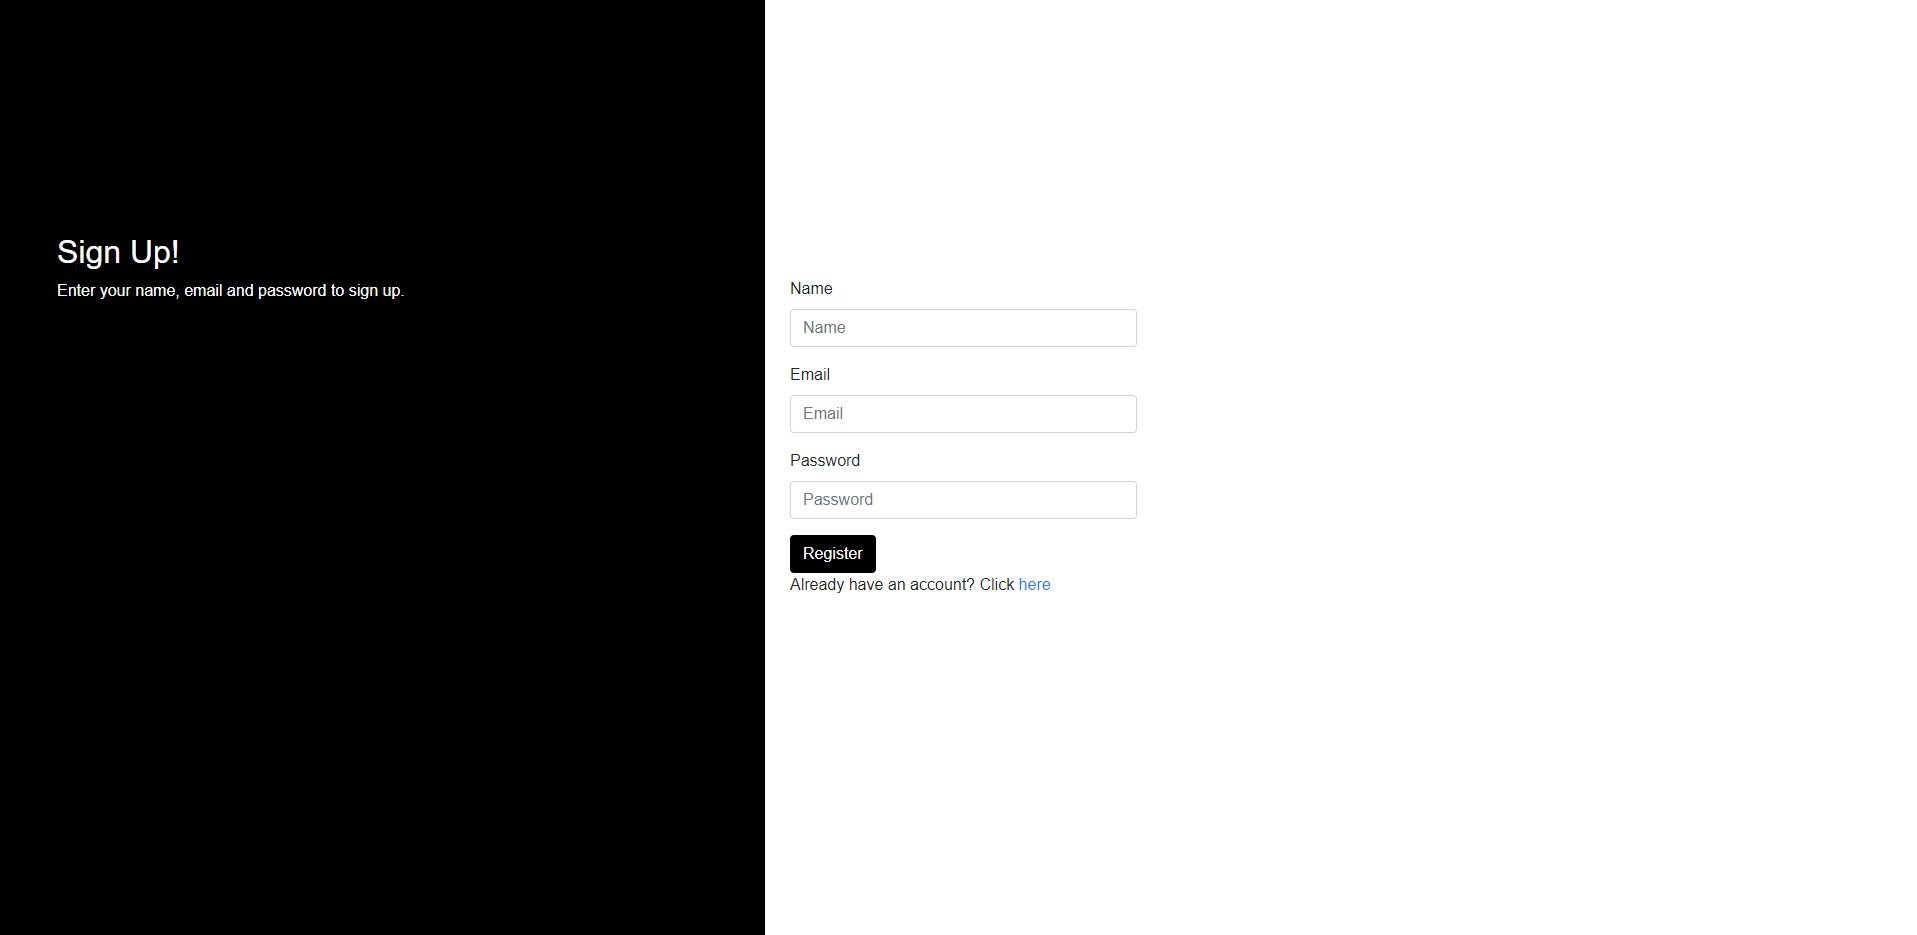 Sign Up!
Enter your name, email and password to sign up.
Name
Name
Email
Email
Password
Password
Register
Already have an account? Click here